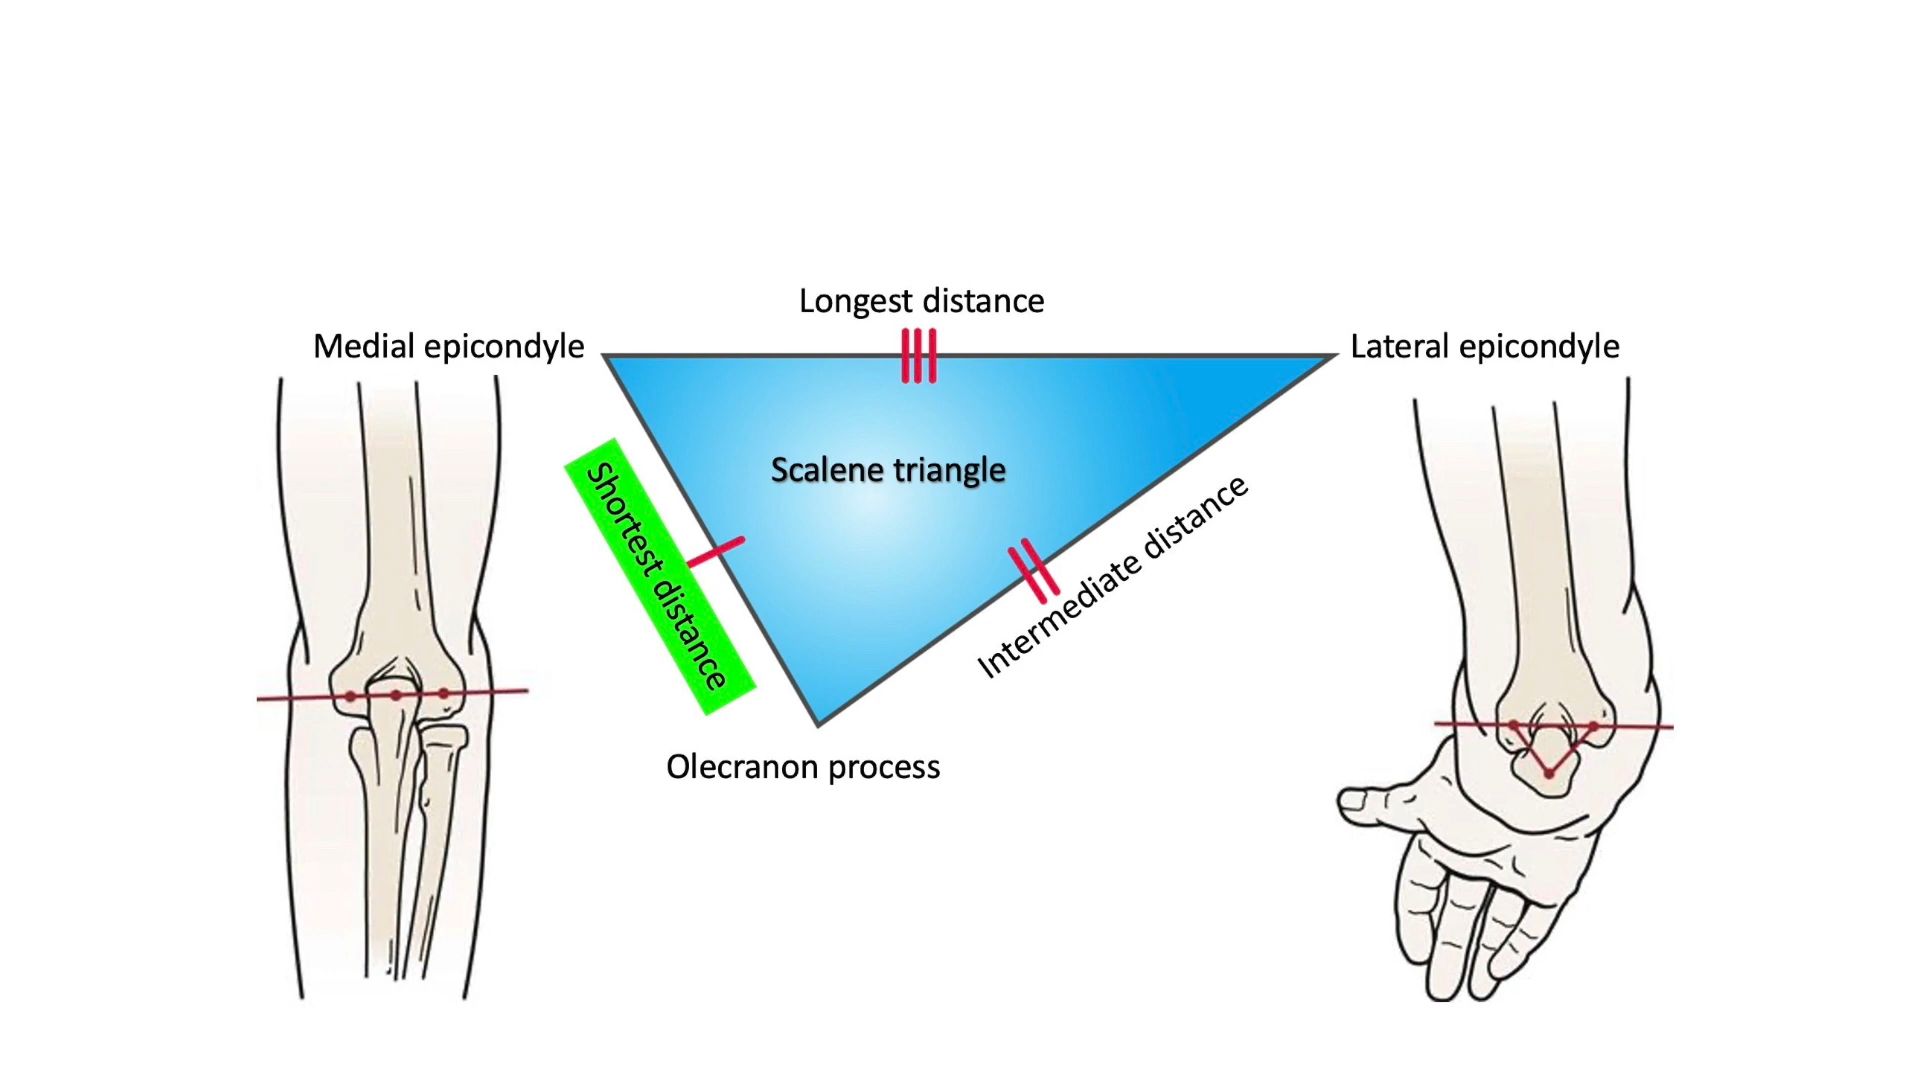 Longest distance
Medial epicondyle
Lateral epicondyle
Scalene triangle
Shortest distance
Intermediate distance
Olecranon process